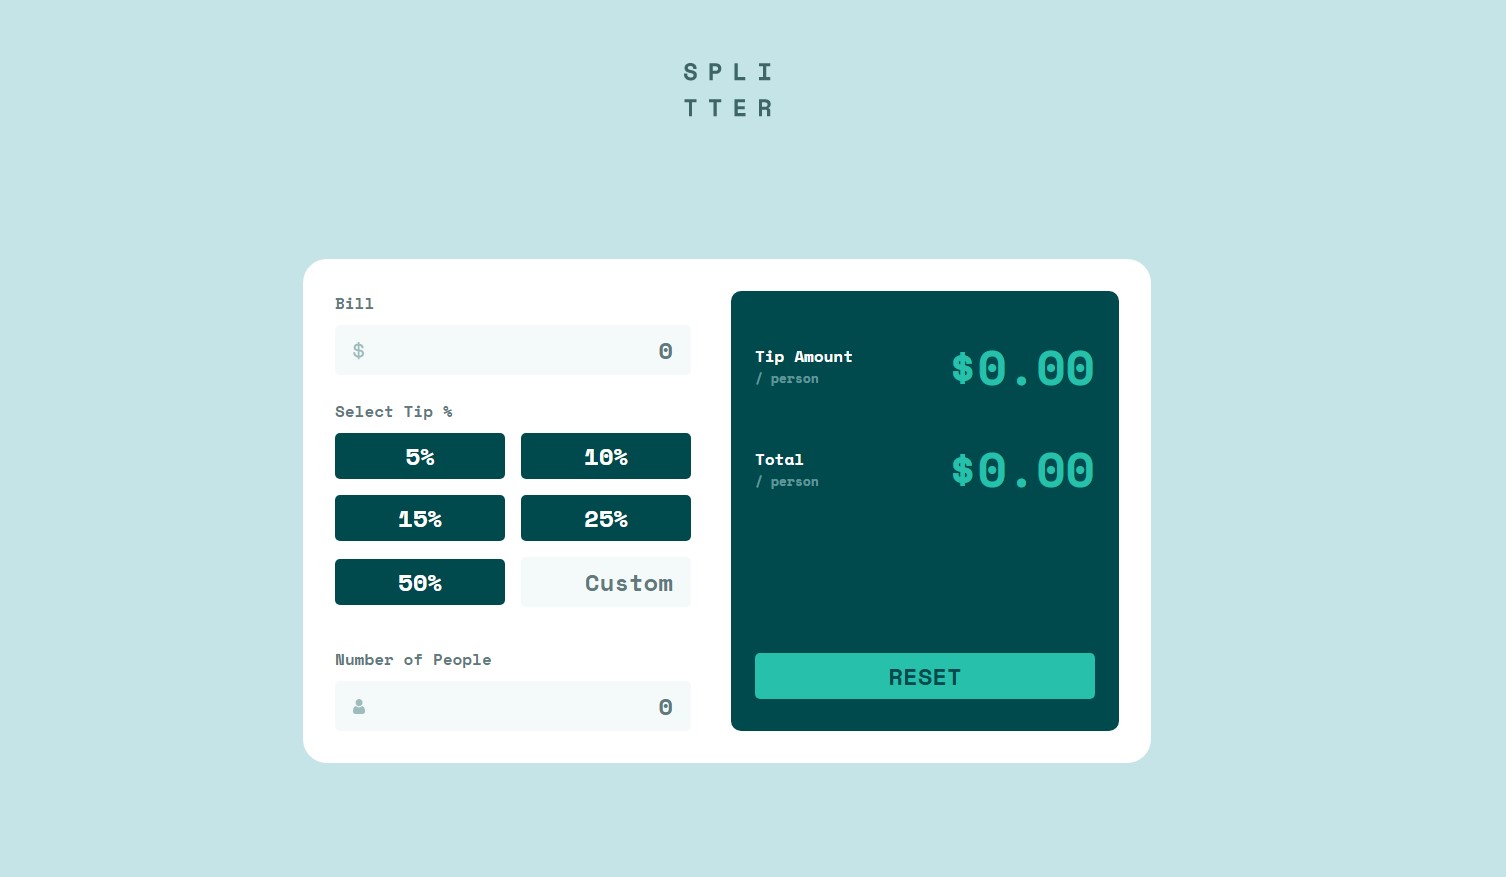 SPLI
TTER
Bill
$ 0
Select Tip %
5% 10%
15% 25%
50% Custom
Number of People
0
Tip Amount
/ person
$0.00
Total
/ person
$0.00
RESET